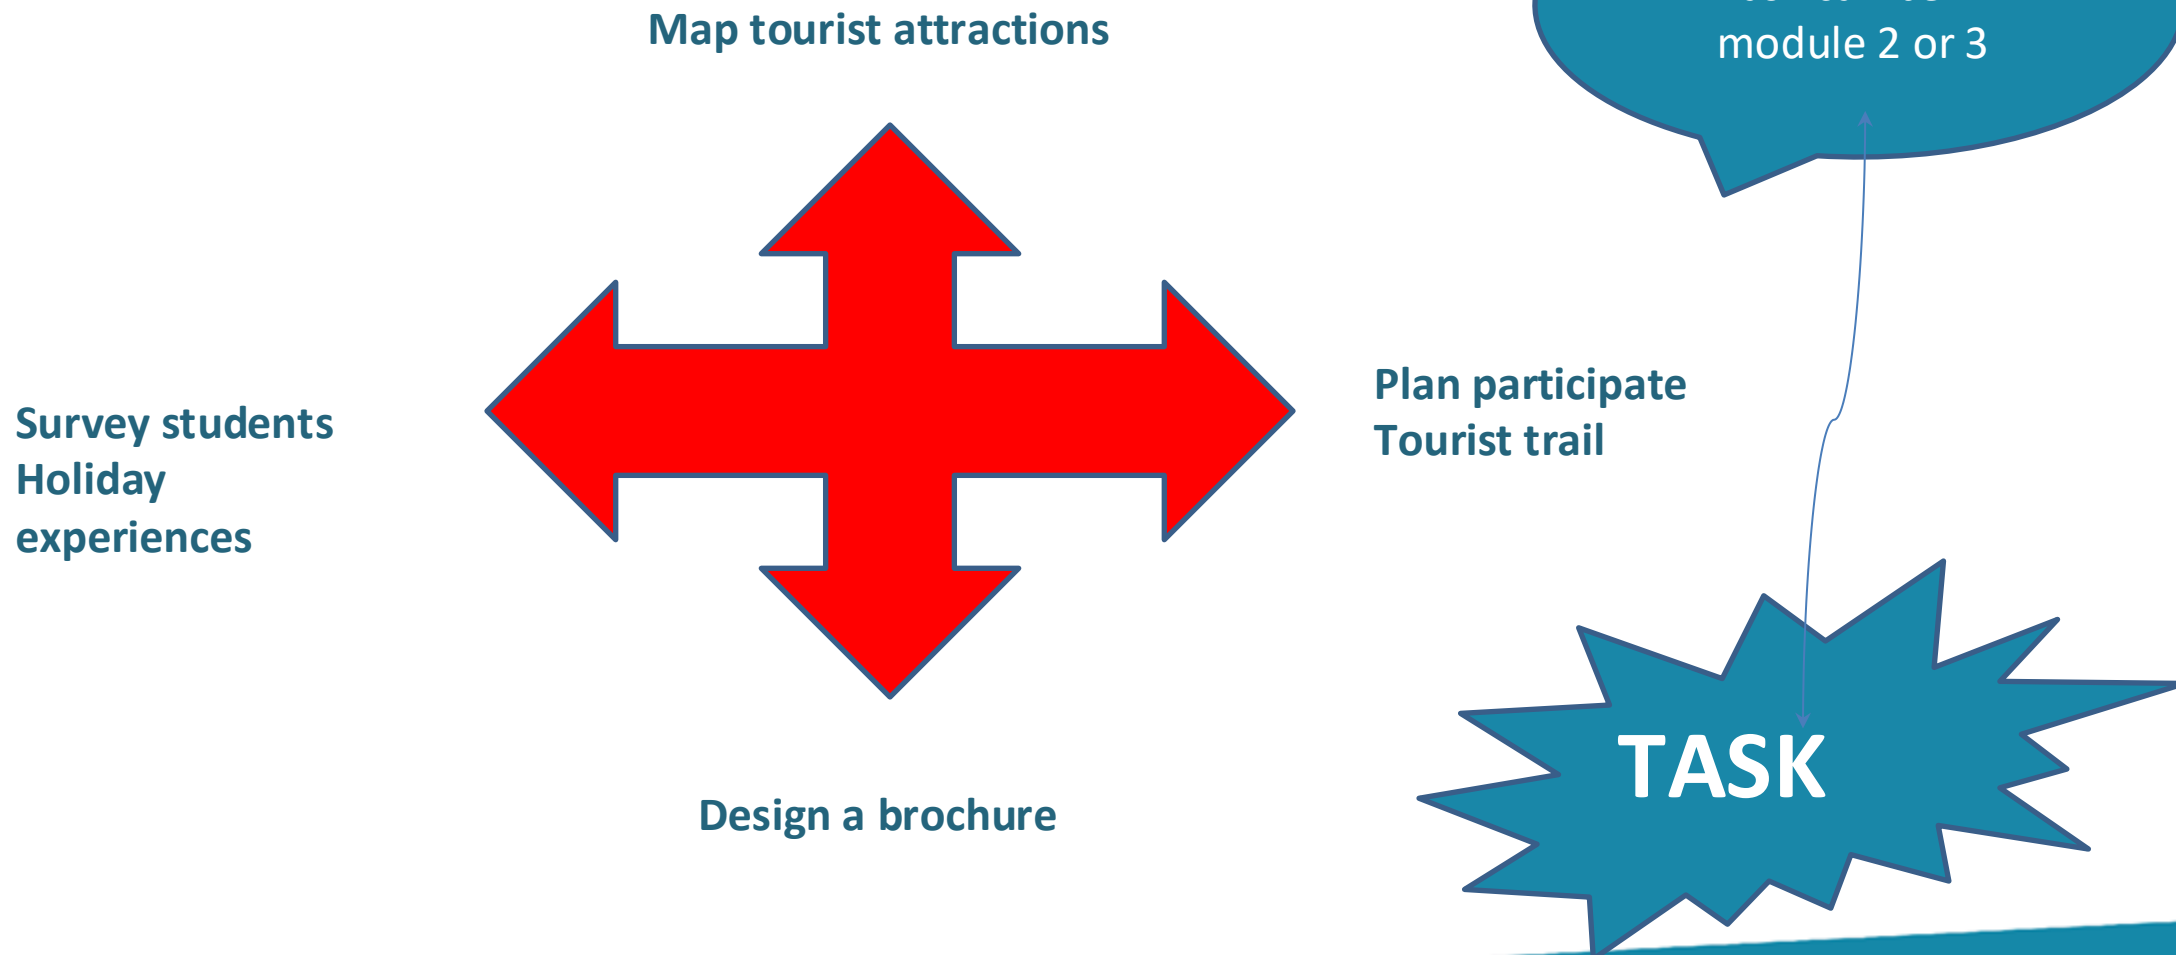 Map tourist attractions
module 2 or 3
Plan participate
Tourist trail
Survey students
Holiday
experiences
TASK
Design a brochure